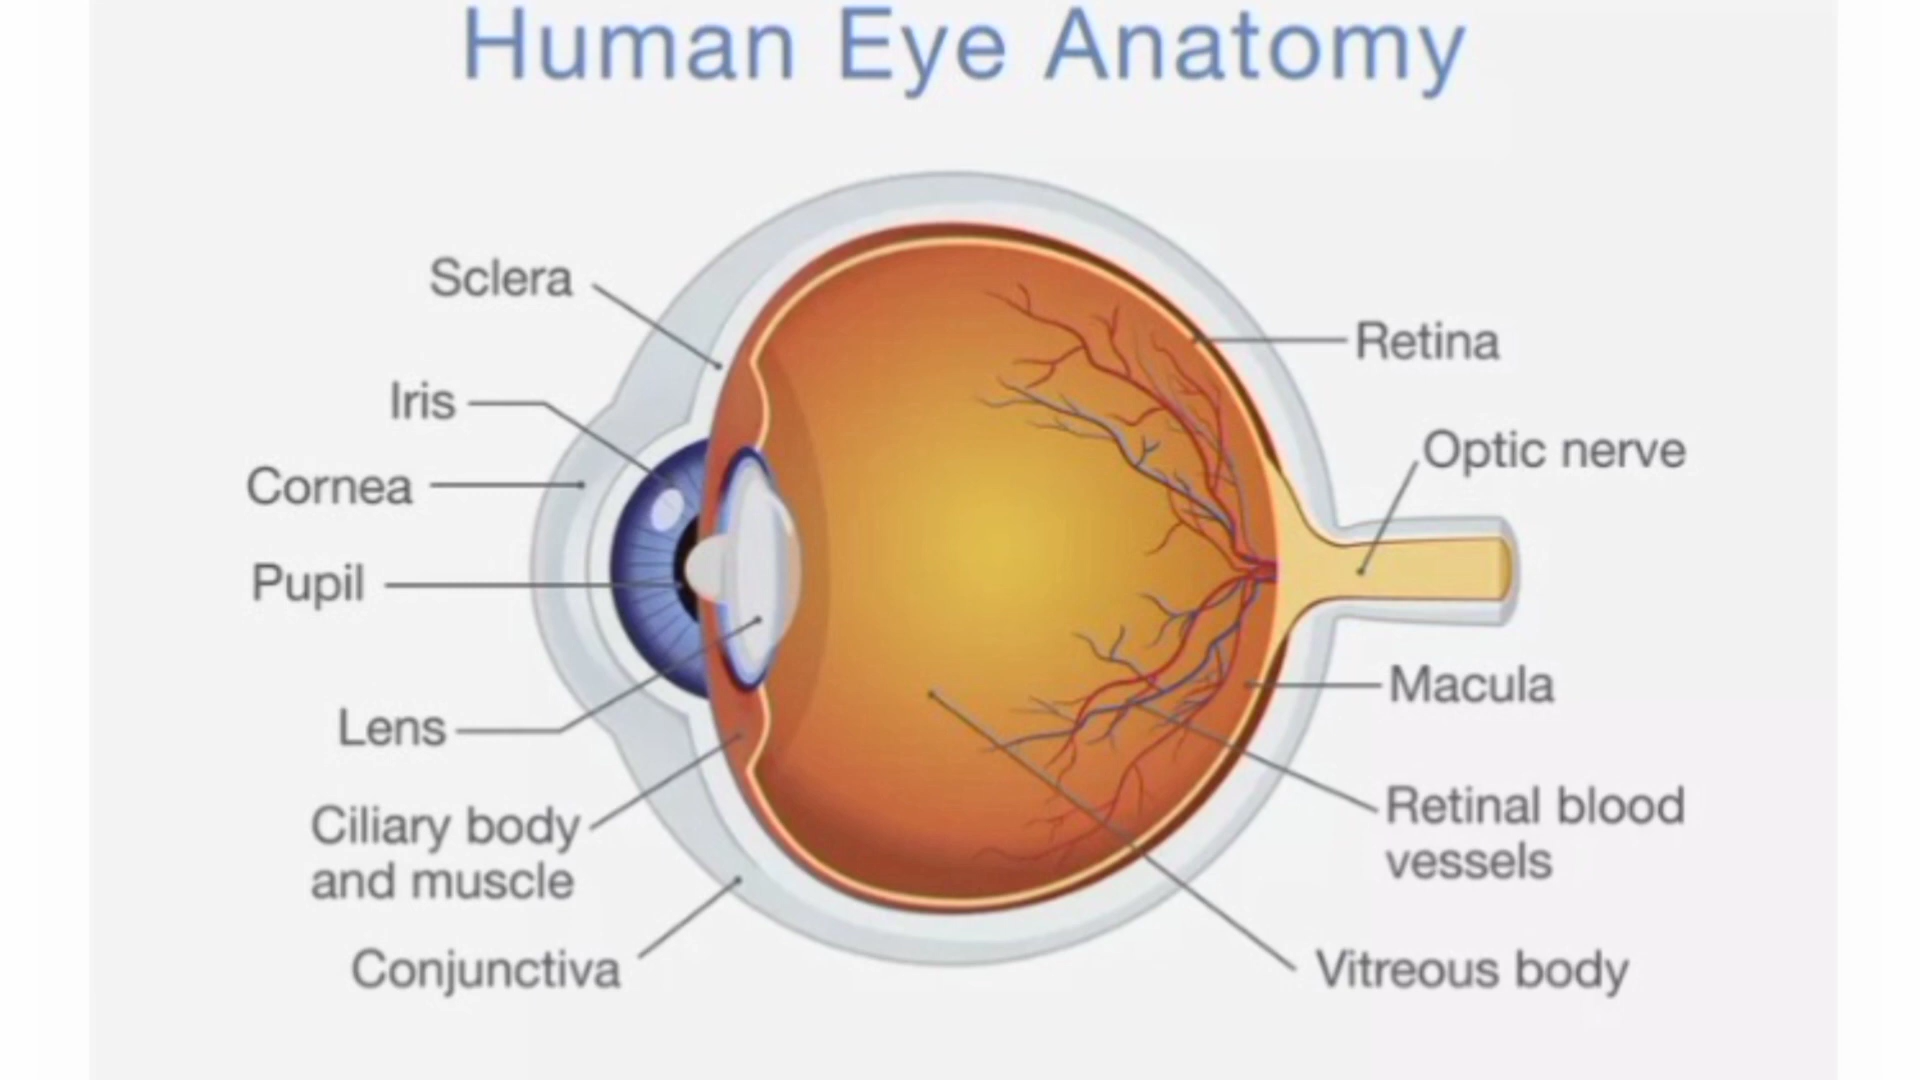 Human Eye Anatomy
Sclera
Iris
Cornea
Pupil
Lens
Ciliary body
and muscle
Conjunctiva
Retina
Optic nerve
Macula
Retinal blood
vessels
Vitreous body